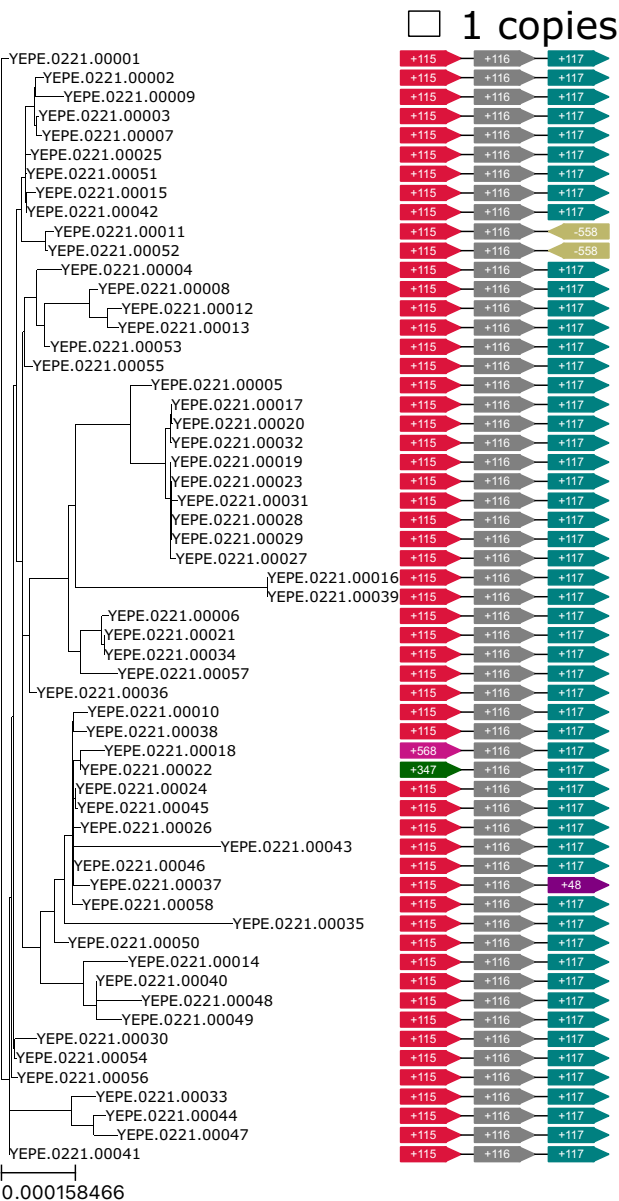 1 copies
YEPE.0221.00001 +115 +116 +117
YEPE.0221.00002 +115 +116 +117
YEPE.0221.00009 +115 +116 +117
YEPE.0221.00003 +115 +116 +117
YEPE.0221.00007 +115 +116 +117
YEPE.0221.00025 +115 +116 +117
YEPE.0221.00051 +115 +116 +117
YEPE.0221.00015 +115 +116 +117
YEPE.0221.00042 +115 +116 +117
YEPE.0221.00011 +115 +116 -558
YEPE.0221.00052 +115 +116 -558
YEPE.0221.00004 +115 +116 +117
YEPE.0221.00008 +115 +116 +117
YEPE.0221.00012 +115 +116 +117
YEPE.0221.00013 +115 +116 +117
YEPE.0221.00053 +115 +116 +117
YEPE.0221.00055 +115 +116 +117
YEPE.0221.00005 +115 +116 +117
YEPE.0221.00017 +115 +116 +117
YEPE.0221.00020 +115 +116 +117
YEPE.0221.00032 +115 +116 +117
YEPE.0221.00019 +115 +116 +117
YEPE.0221.00023 +115 +116 +117
YEPE.0221.00031 +115 +116 +117
YEPE.0221.00028 +115 +116 +117
YEPE.0221.00029 +115 +116 +117
YEPE.0221.00027 +115 +116 +117
YEPE.0221.00016 +115 +116 +117
YEPE.0221.00039 +115 +116 +117
YEPE.0221.00006 +115 +116 +117
YEPE.0221.00021 +115 +116 +117
YEPE.0221.00034 +115 +116 +117
YEPE.0221.00057 +115 +116 +117
YEPE.0221.00036 +115 +116 +117
YEPE.0221.00010 +115 +116 +117
YEPE.0221.00038 +115 +116 +117
YEPE.0221.00018 +568 +116 +117
YEPE.0221.00022 +347 +116 +117
YEPE.0221.00024 +115 +116 +117
YEPE.0221.00045 +115 +116 +117
YEPE.0221.00026 +115 +116 +117
YEPE.0221.00043 +115 +116 +117
YEPE.0221.00046 +115 +116 +117
YEPE.0221.00037 +115 +116 +48
YEPE.0221.00058 +115 +116 +117
YEPE.0221.00035 +115 +116 +117
YEPE.0221.00050 +115 +116 +117
YEPE.0221.00014 +115 +116 +117
YEPE.0221.00040 +115 +116 +117
YEPE.0221.00048 +115 +116 +117
YEPE.0221.00049 +115 +116 +117
YEPE.0221.00030 +115 +116 +117
YEPE.0221.00054 +115 +116 +117
YEPE.0221.00056 +115 +116 +117
YEPE.0221.00033 +115 +116 +117
YEPE.0221.00044 +115 +116 +117
YEPE.0221.00047 +115 +116 +117
YEPE.0221.00041 +115 +116 +117
0.000158466